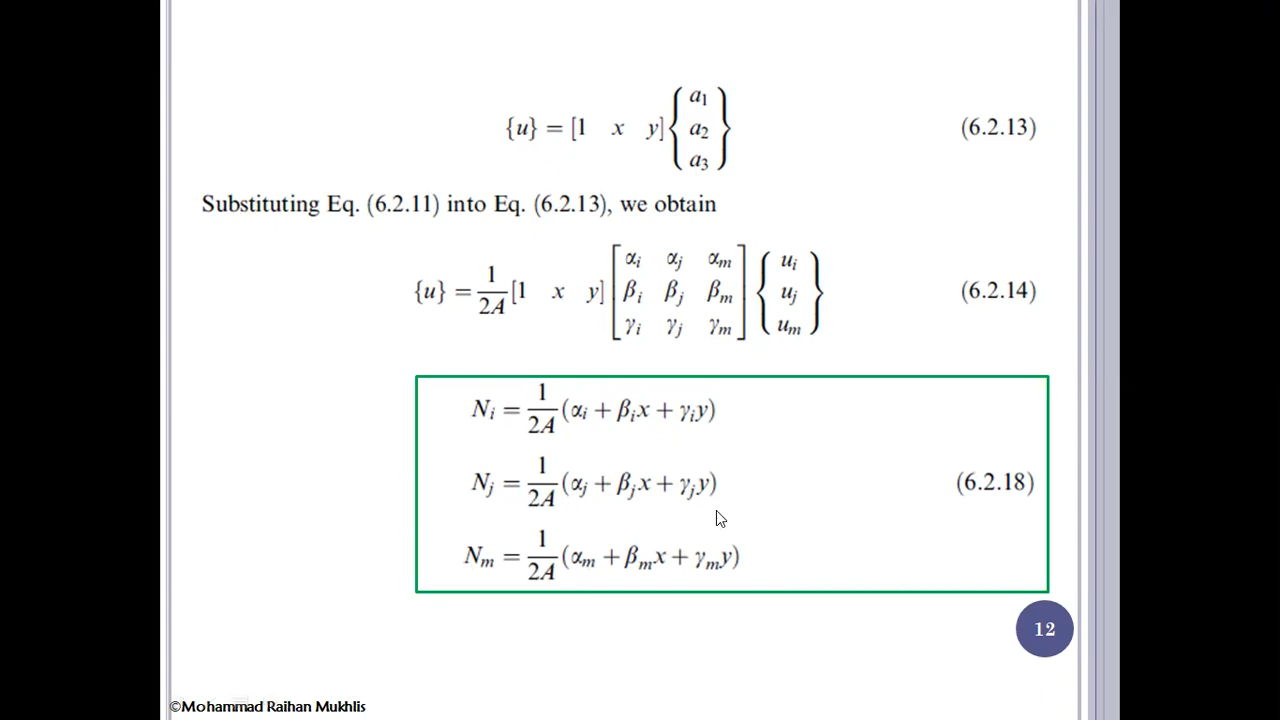 {u} = [1 x y] { a1 a2 a3 } (6.2.13)
Substituting Eq. (6.2.11) into Eq. (6.2.13), we obtain
{u} = 1/2A [1 x y] [ αi αj αm ; βi βj βm ; γi γj γm ] { ui uj um } (6.2.14)
Ni = 1/2A (αi + βix + γiy)
Nj = 1/2A (αj + βjx + γjy) (6.2.18)
Nm = 1/2A (αm + βmx + γmy)
12
©Mohammad Raihan Mukhlis